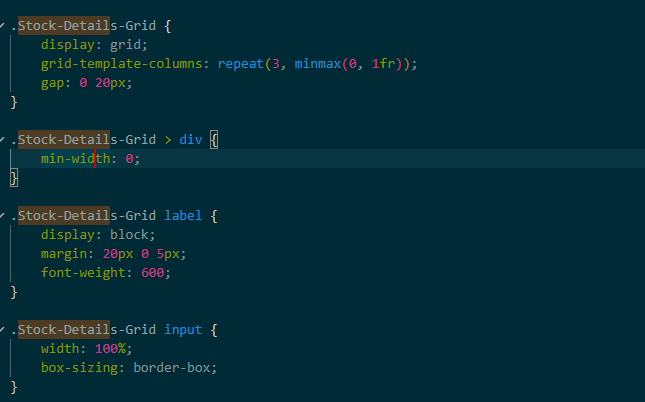 .Stock-Details-Grid {
display: grid;
grid-template-columns: repeat(3, minmax(0, 1fr));
gap: 0 20px;
}
.Stock-Details-Grid > div {
min-width: 0;
}
.Stock-Details-Grid label {
display: block;
margin: 20px 0 5px;
font-weight: 600;
}
.Stock-Details-Grid input {
width: 100%;
box-sizing: border-box;
}